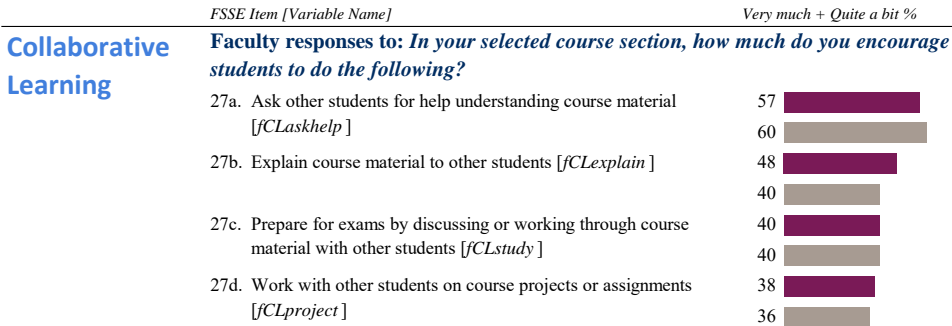 FSSE Item [Variable Name] Very much + Quite a bit %
Collaborative
Learning
Faculty responses to: In your selected course section, how much do you encourage
students to do the following?
27a. Ask other students for help understanding course material 57
[fCLaskhelp ] 60
27b. Explain course material to other students [fCLexplain ] 48
40
27c. Prepare for exams by discussing or working through course 40
material with other students [fCLstudy ] 40
27d. Work with other students on course projects or assignments 38
[fCLproject ] 36